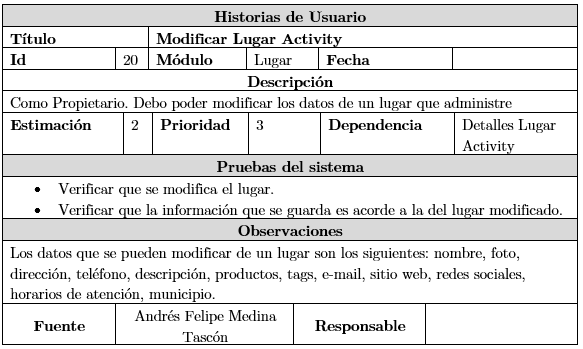 Historias de Usuario
Título Modificar Lugar Activity
Id 20 Módulo Lugar Fecha
Descripción
Como Propietario. Debo poder modificar los datos de un lugar que administre
Estimación 2 Prioridad 3 Dependencia Detalles Lugar
Activity
Pruebas del sistema
• Verificar que se modifica el lugar.
• Verificar que la información que se guarda es acorde a la del lugar modificado.
Observaciones
Los datos que se pueden modificar de un lugar son los siguientes: nombre, foto,
dirección, teléfono, descripción, productos, tags, e-mail, sitio web, redes sociales,
horarios de atención, municipio.
Fuente Andrés Felipe Medina Responsable
Tascón